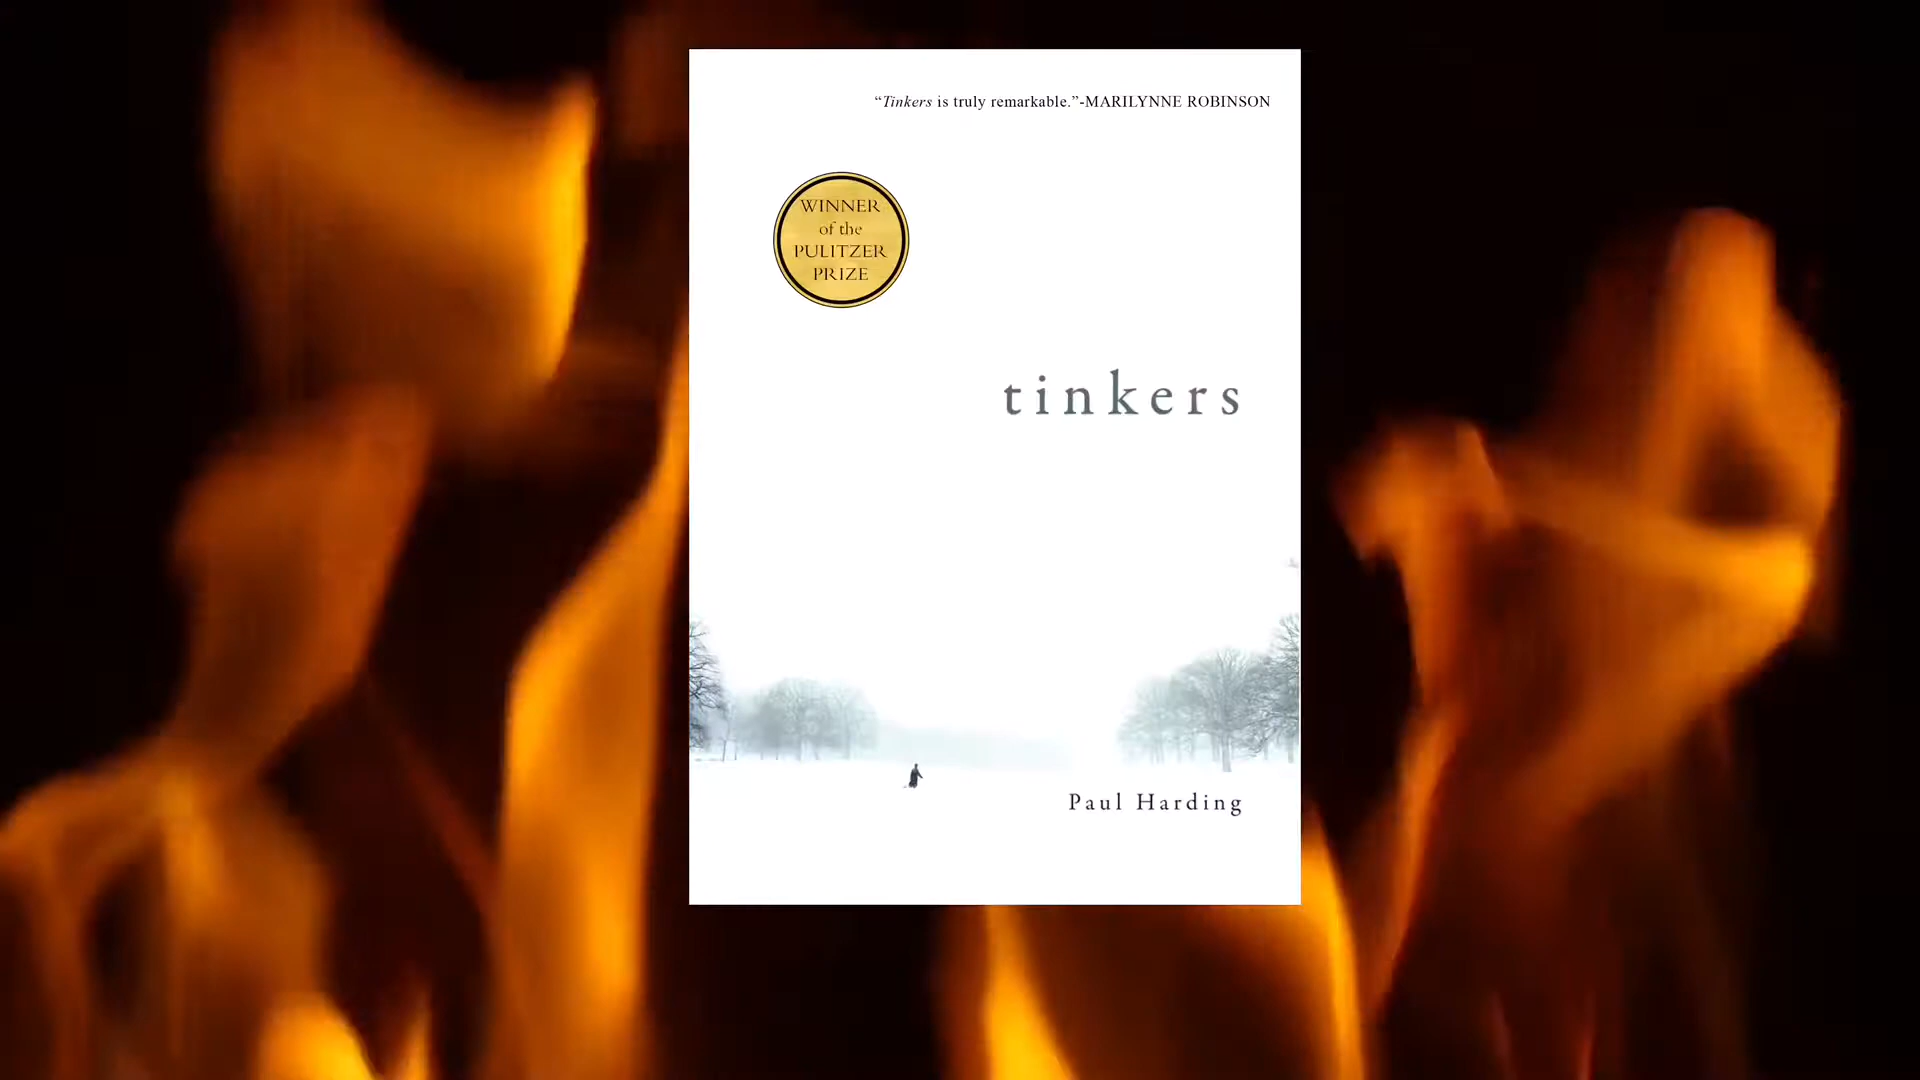 “Tinkers is truly remarkable.”-MARILYNNE ROBINSON
WINNER
of the
PULITZER
PRIZE
tinkers
Paul Harding